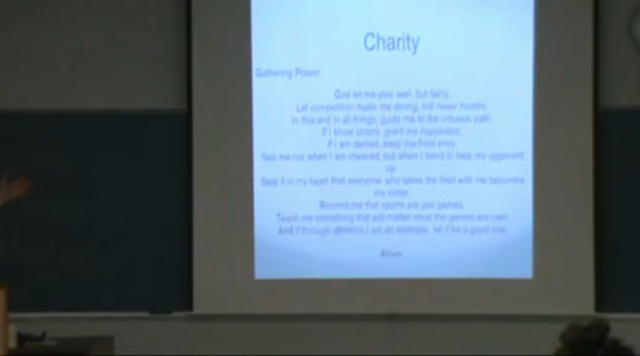 Charity
Gathering Prayer:
God let me play well, but fairly.
Let competition make me strong, but never hostile.
In this and in all things, guide me to the virtuous path.
If I know victory, grant me happiness;
If I am denied, keep me from envy.
See me not when I am cheered, but when I bend to help my opponent
up.
Seal it in my heart that everyone who takes the field with me becomes
my
Remind me that sports are just games.
Teach me something that will matter once the games are over.
And if through athletics I set an example, let it be a good one.
Amen